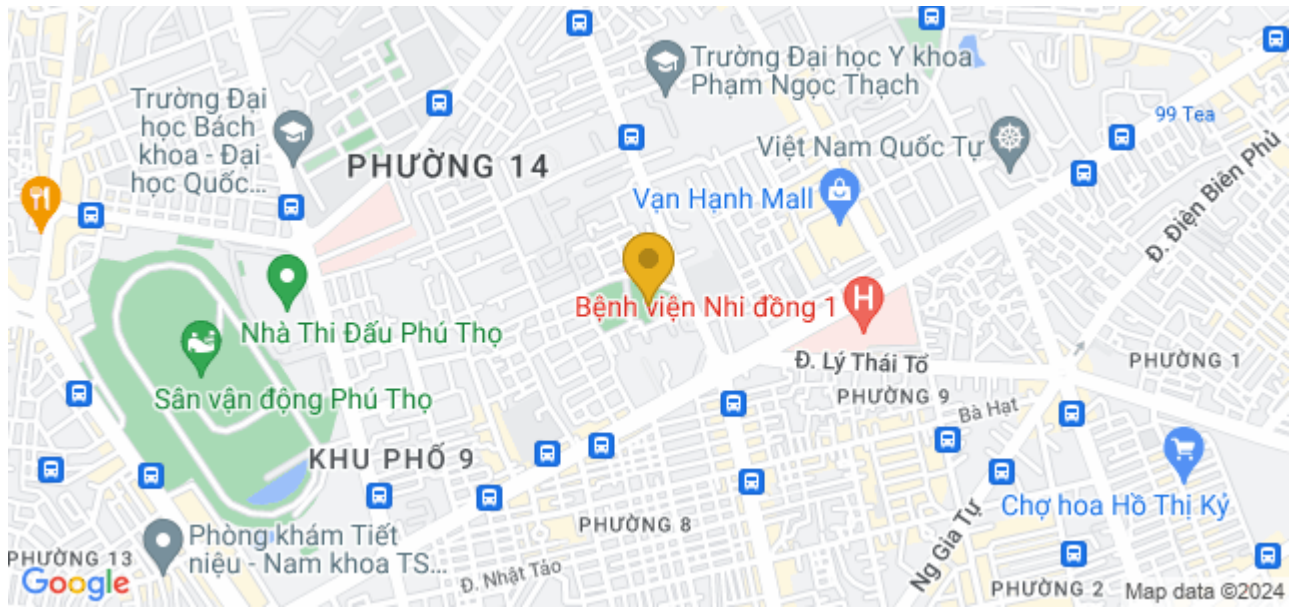 Trường Đại học Y khoa
Phạm Ngọc Thạch
Trường Đại
học Bách
khoa - Đại
học Quốc...
PHƯỜNG 14
99 Tea
Việt Nam Quốc Tự
Đ. Điện Biên Phủ
Vạn Hạnh Mall
Bệnh viện Nhi đồng 1
H
Nhà Thi Đấu Phú Thọ
Đ. Lý Thái Tổ
PHƯỜNG 1
Sân vận động Phú Thọ
PHƯỜNG 9
Bà Hạt
KHU PHỐ 9
Chợ hoa Hồ Thị Kỷ
PHƯỜNG 8
Ng Gia Tự
Phòng khám Tiết
niệu - Nam khoa TS...
PHƯỜNG 13
Đ. Nhật Tảo
PHƯỜNG 2
Google
Map data ©2024